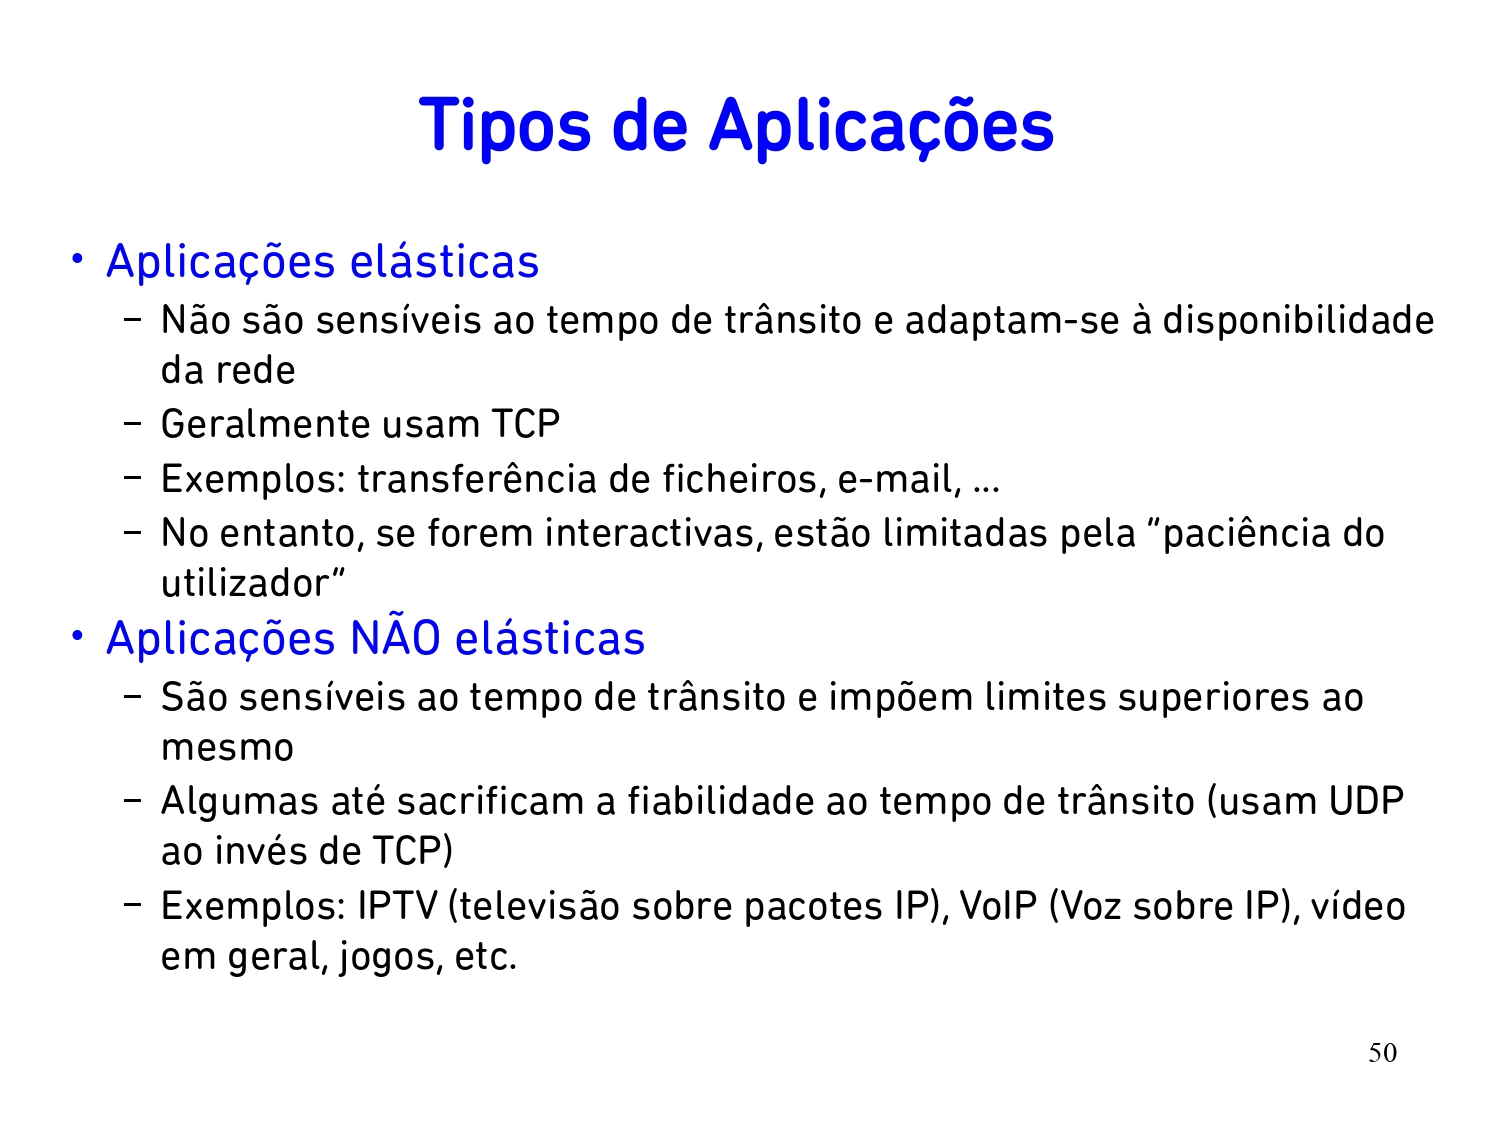 Tipos de Aplicações
• Aplicações elásticas
– Não são sensíveis ao tempo de trânsito e adaptam-se à disponibilidade
da rede
– Geralmente usam TCP
– Exemplos: transferência de ficheiros, e-mail, ...
– No entanto, se forem interactivas, estão limitadas pela “paciência do
utilizador”
• Aplicações NÃO elásticas
– São sensíveis ao tempo de trânsito e impõem limites superiores ao
mesmo
– Algumas até sacrificam a fiabilidade ao tempo de trânsito (usam UDP
ao invés de TCP)
– Exemplos: IPTV (televisão sobre pacotes IP), VoIP (Voz sobre IP), vídeo
em geral, jogos, etc.
50